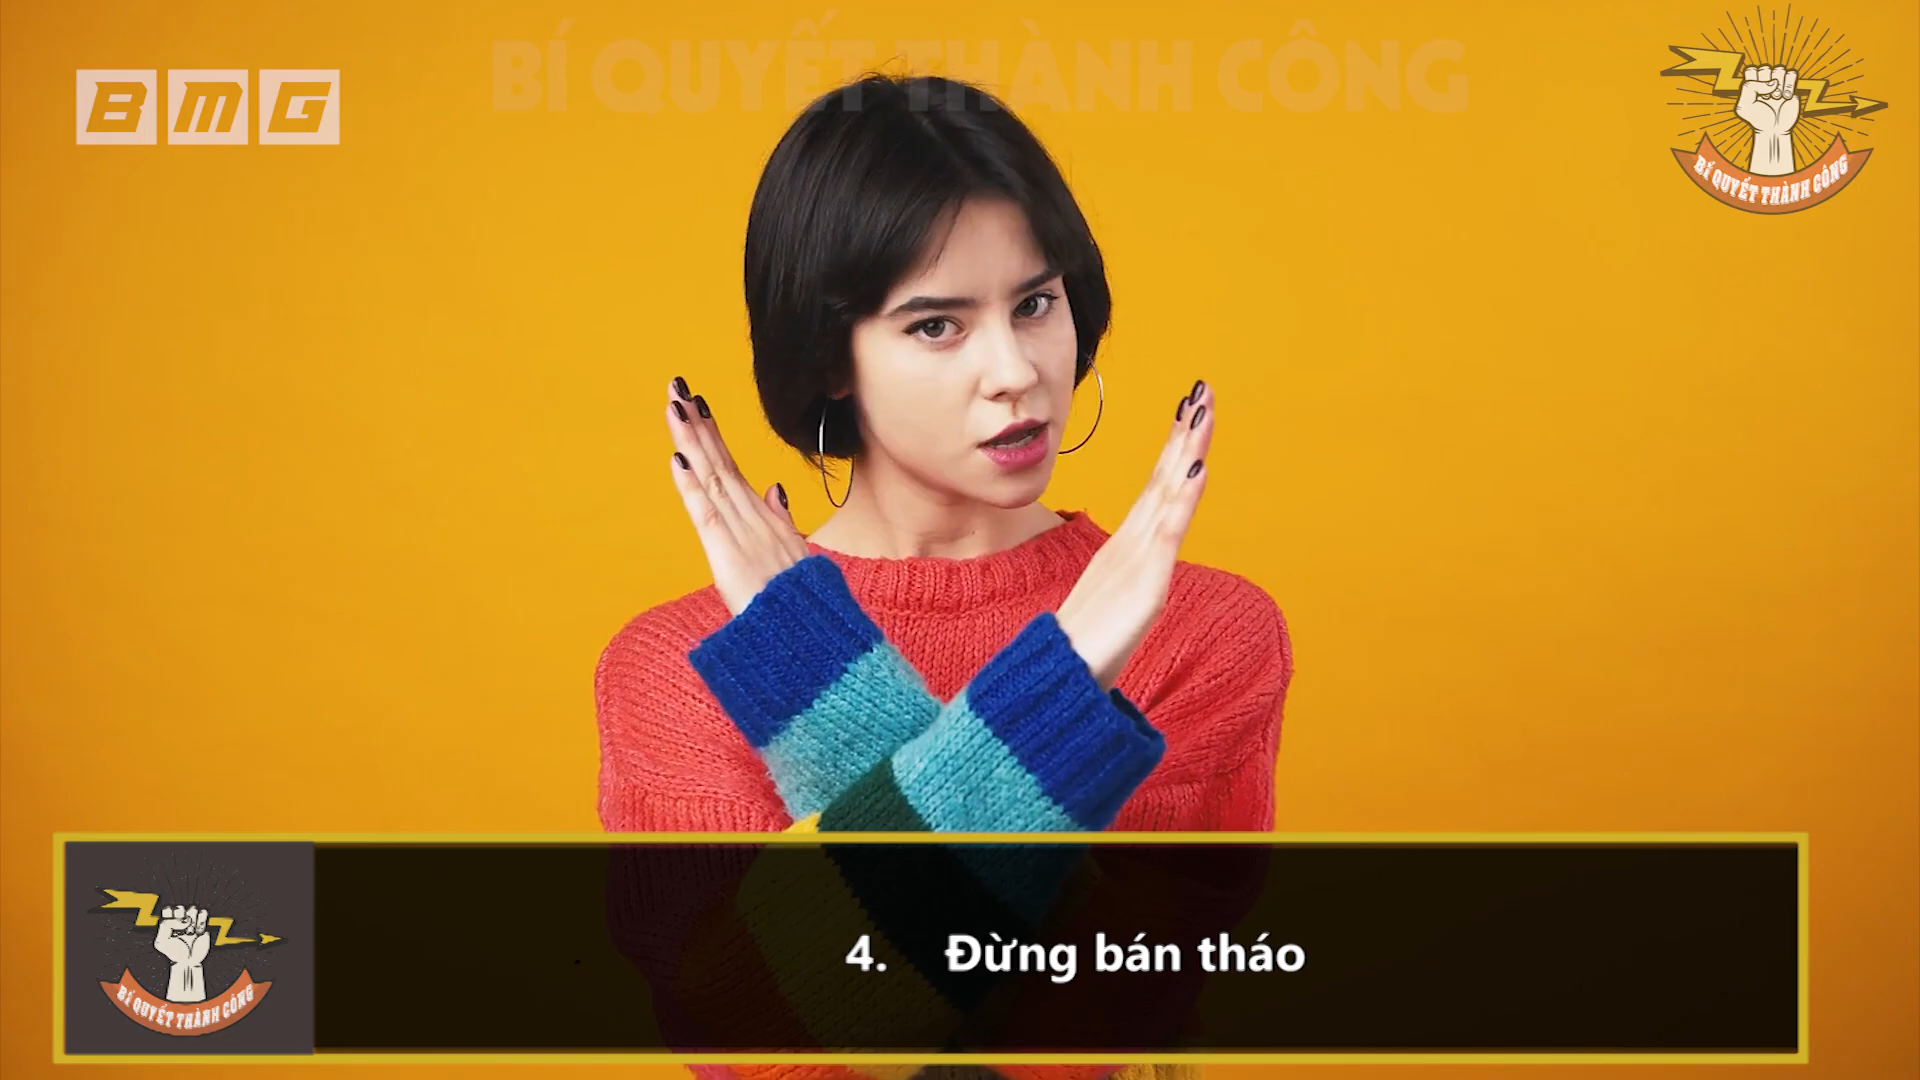 BÍ QUYẾT THÀNH CÔNG
BMG
BÍ QUYẾT THÀNH CÔNG
BÍ QUYẾT THÀNH CÔNG
4. Đừng bán tháo